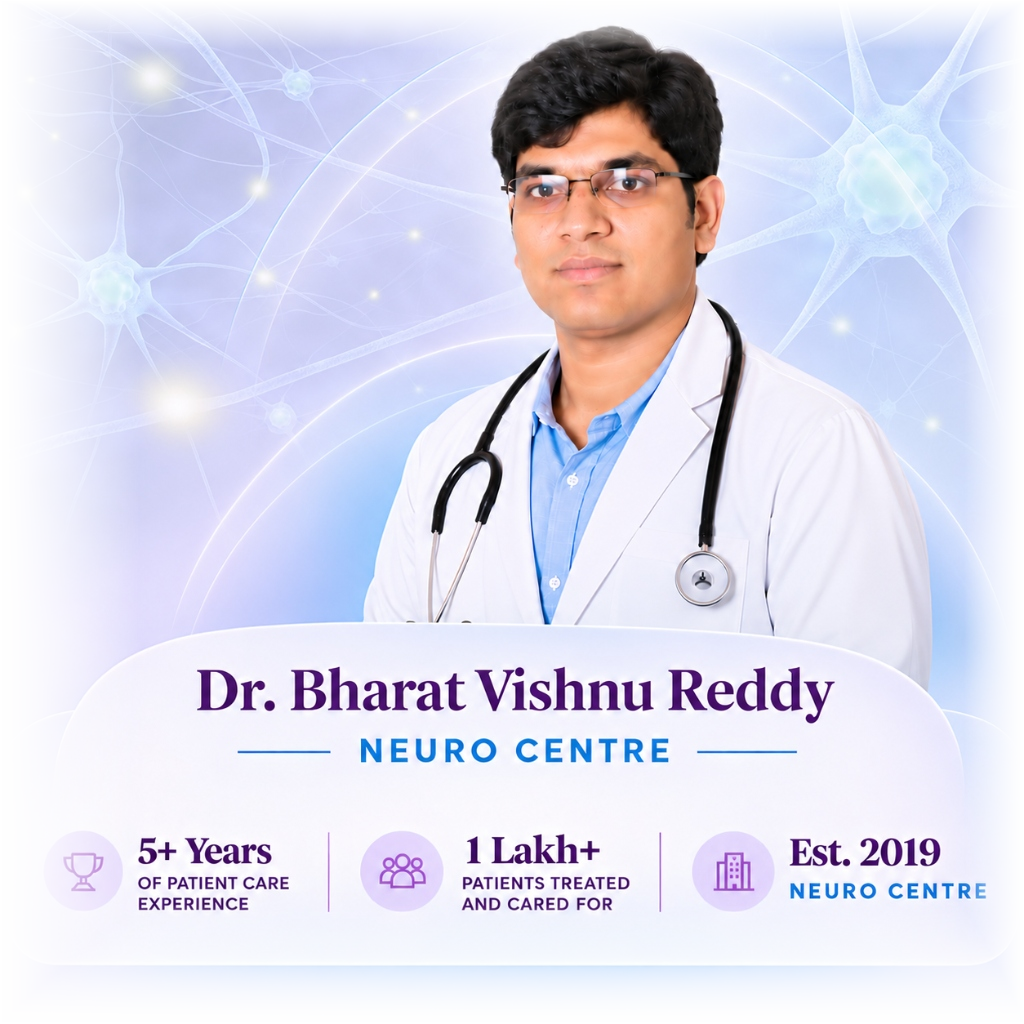 Dr. Bharat Vishnu Reddy
NEURO CENTRE
5+ Years
OF PATIENT CARE
EXPERIENCE
1 Lakh+
PATIENTS TREATED
AND CARED FOR
Est. 2019
NEURO CENTRE